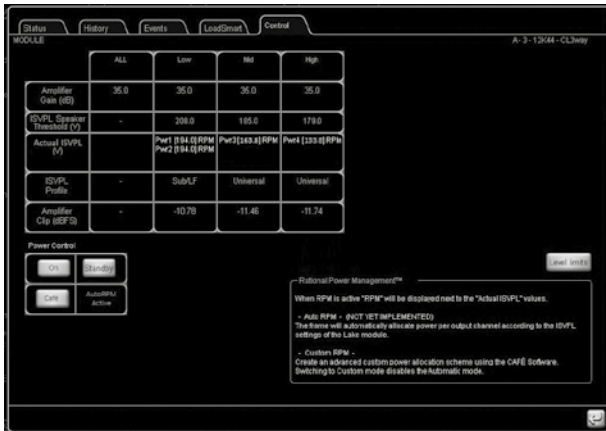 Status History Events LoadSmart Control
MODULE A- 3 - 12K44 - CL3way
ALL Low Mid High
Amplifier Gain (dB) 35.0 35.0 35.0 35.0
ISVPL Speaker Threshold (V) - 208.0 185.0 179.0
Actual ISVPL (V) Pwr1 [194.0] RPM Pwr3 [163.8] RPM Pwr4 [133.8] RPM
Pwr2 [194.0] RPM
ISVPL Profile - Sub/LF Universal Universal
Amplifier Clip (dBFS) - -10.78 -11.46 -11.74
Power Control
On Standby
Café AutoRPM Active
Level limits
Rational Power Management™
When RPM is active "RPM" will be displayed next to the "Actual ISVPL" values.
- Auto RPM - (NOT YET IMPLEMENTED)
The frame will automatically allocate power per output channel according to the ISVPL
settings of the Lake module.
- Custom RPM -
Create an advanced custom power allocation scheme using the CAFÉ Software.
Switching to Custom mode disables the Automatic mode.